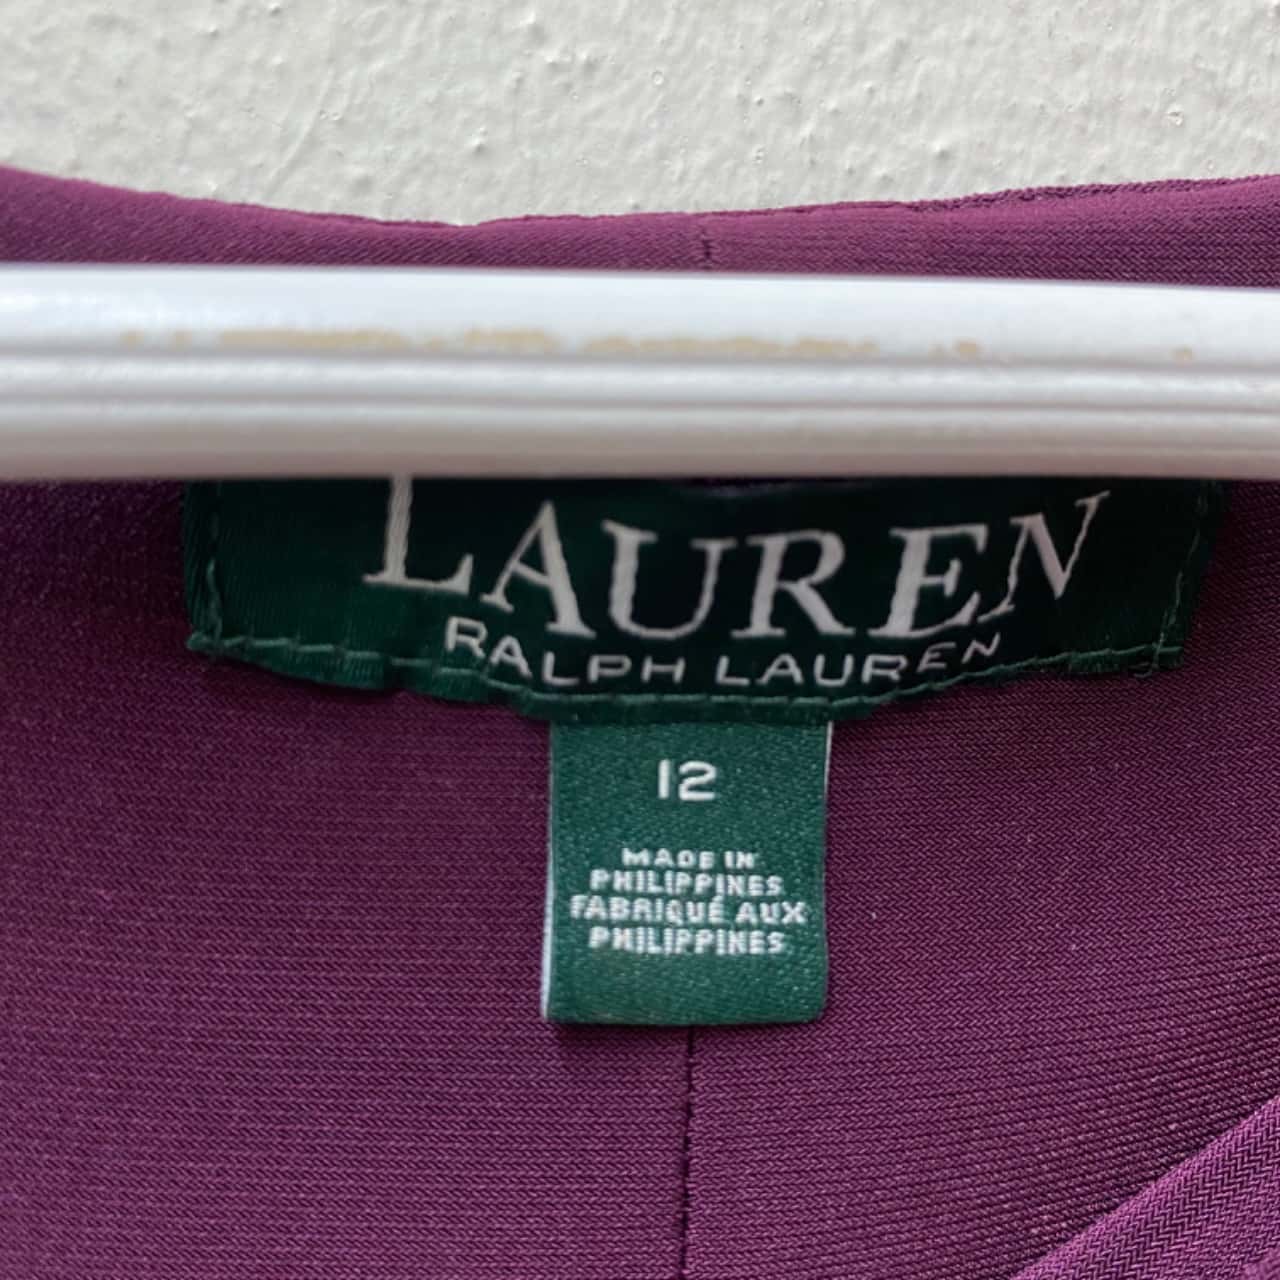 LAUREN
RALPH LAUREN
12
MADE IN
PHILIPPINES
FABRIQUÉ AUX
PHILIPPINES